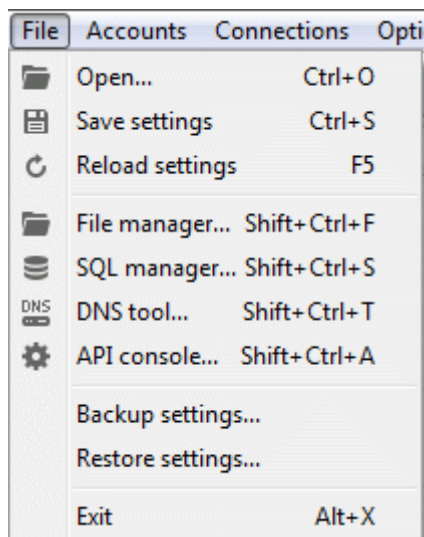 File Accounts Connections Opti
Open... Ctrl+O
Save settings Ctrl+S
Reload settings F5
File manager... Shift+Ctrl+F
SQL manager... Shift+Ctrl+S
DNS DNS tool... Shift+Ctrl+T
API console... Shift+Ctrl+A
Backup settings...
Restore settings...
Exit Alt+X